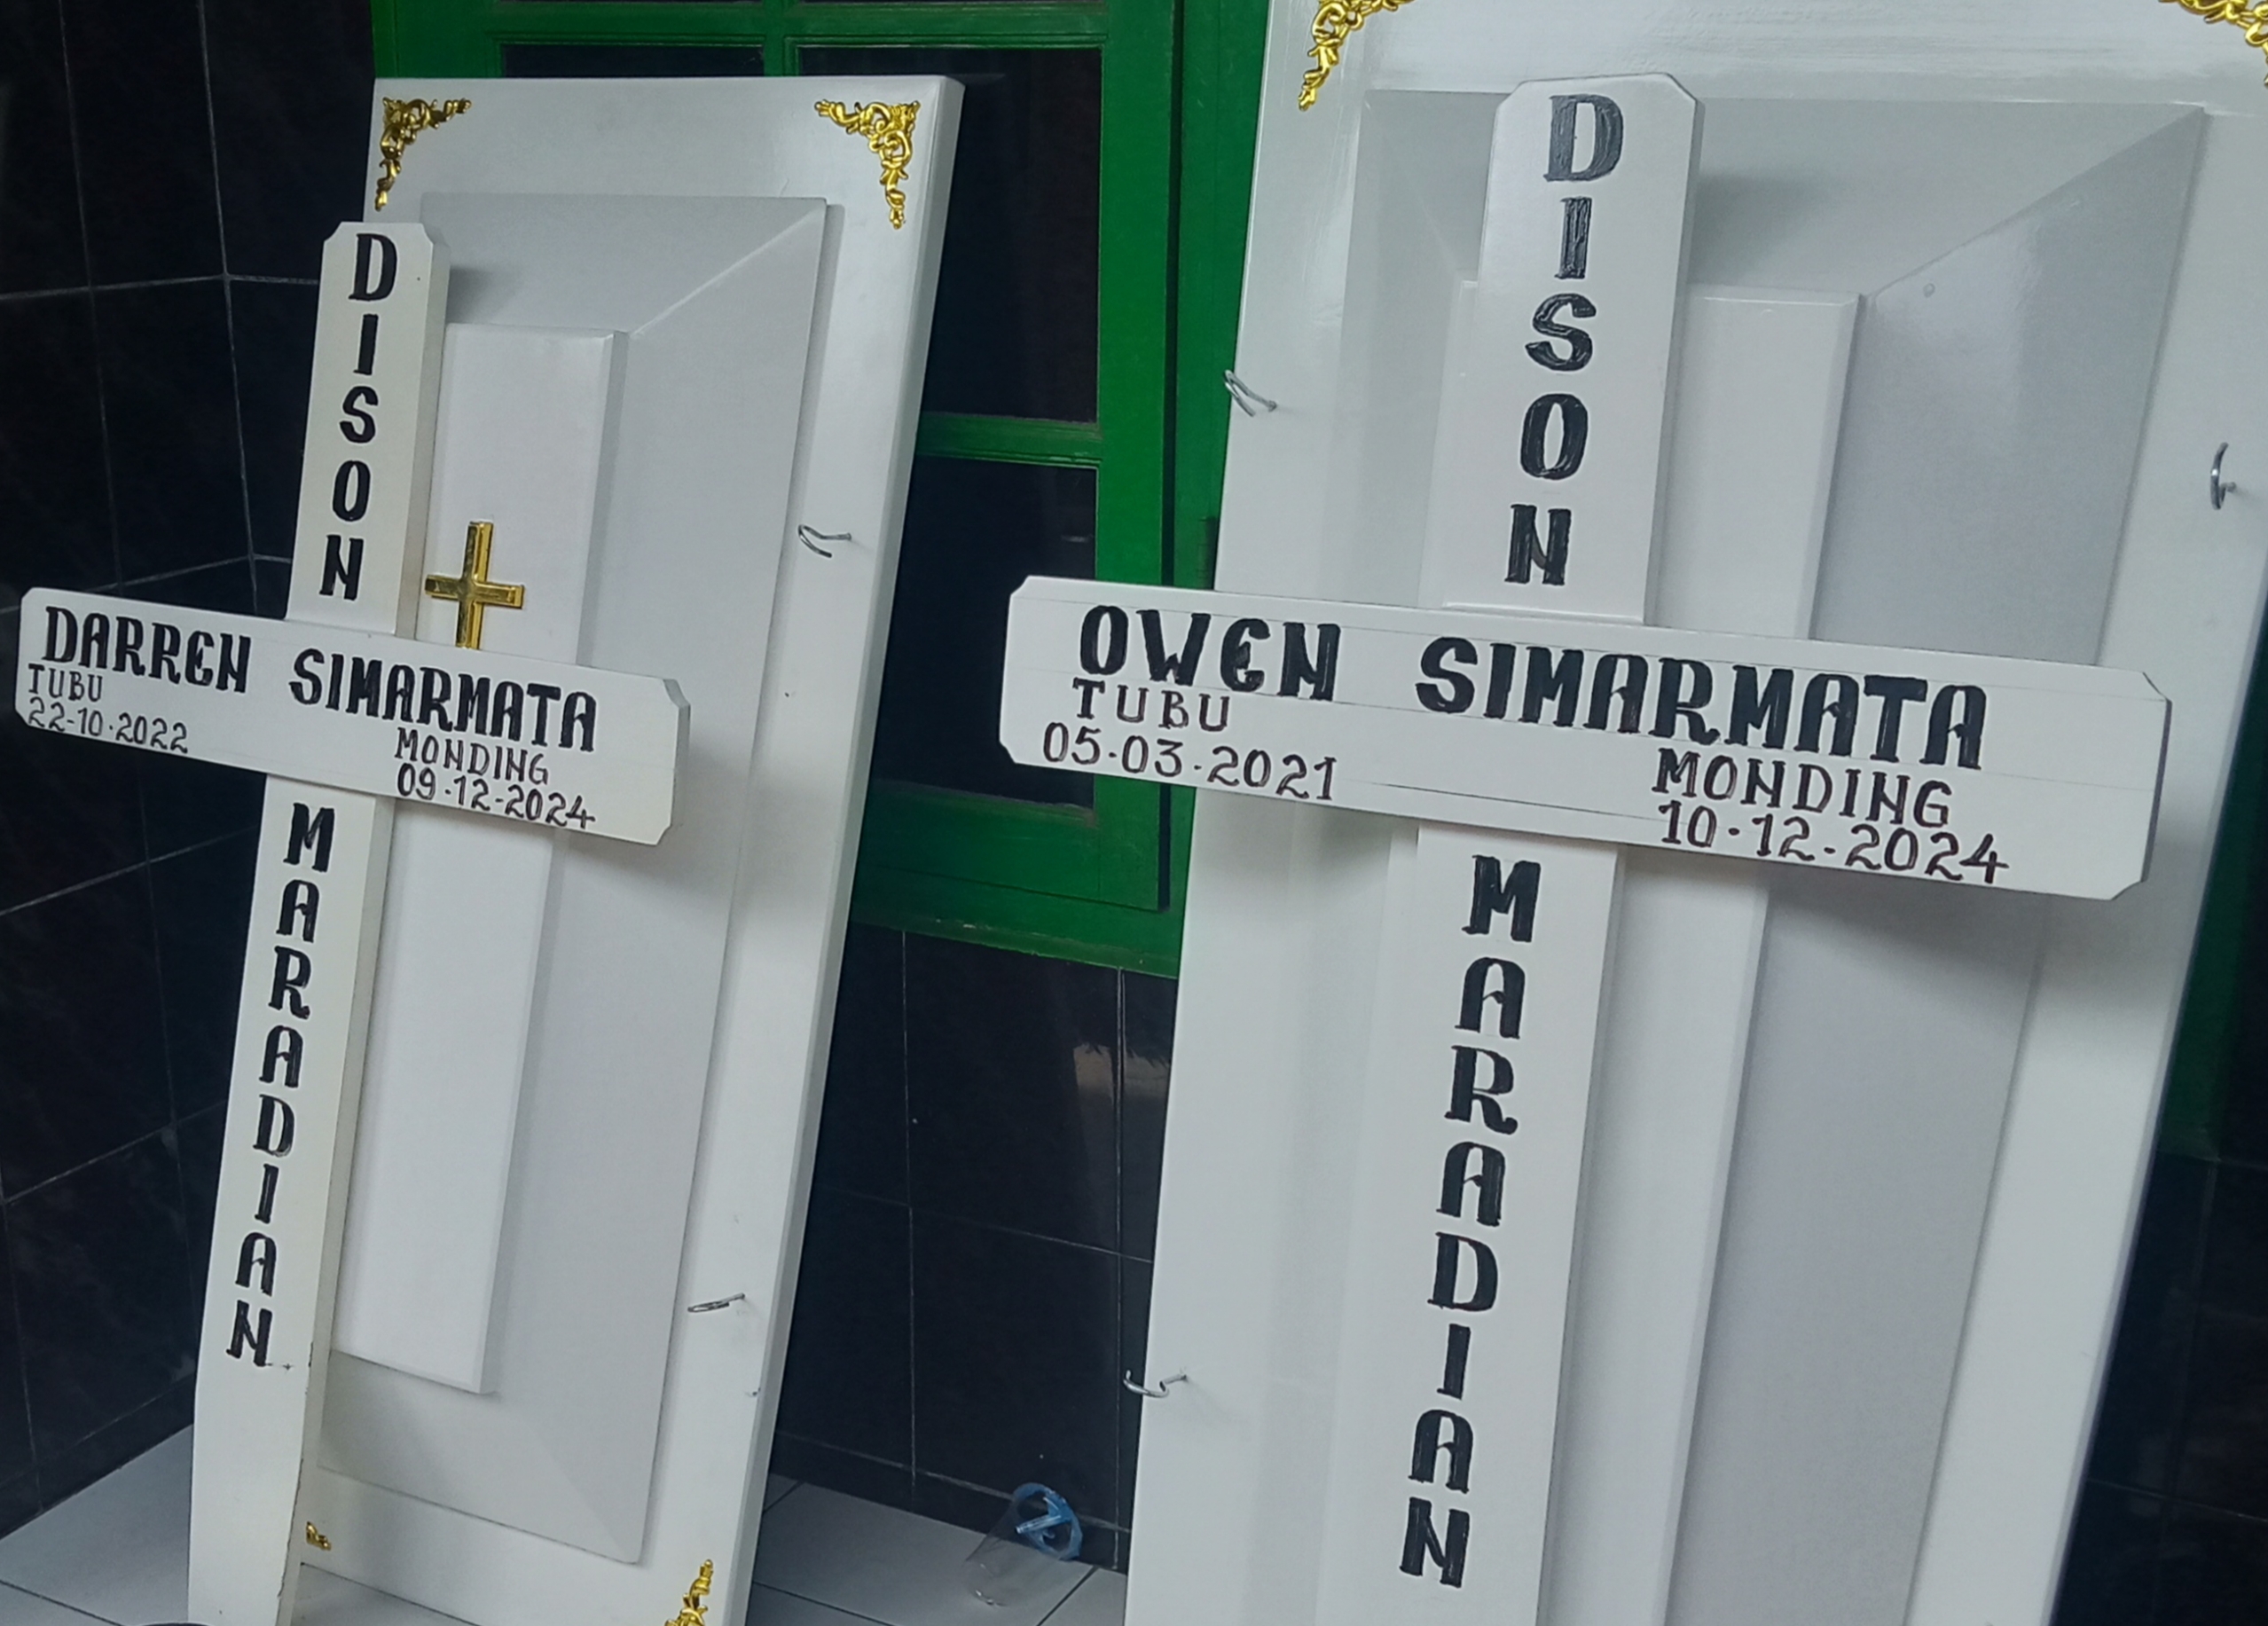 DISON
DARREN SIMARMATA
TUBU
22-10-2022
MONDING
09-12-2024
MARADIAN
DISON
OWEN SIMARMATA
TUBU
05-03-2021
MONDING
10-12-2024
MARADIAN